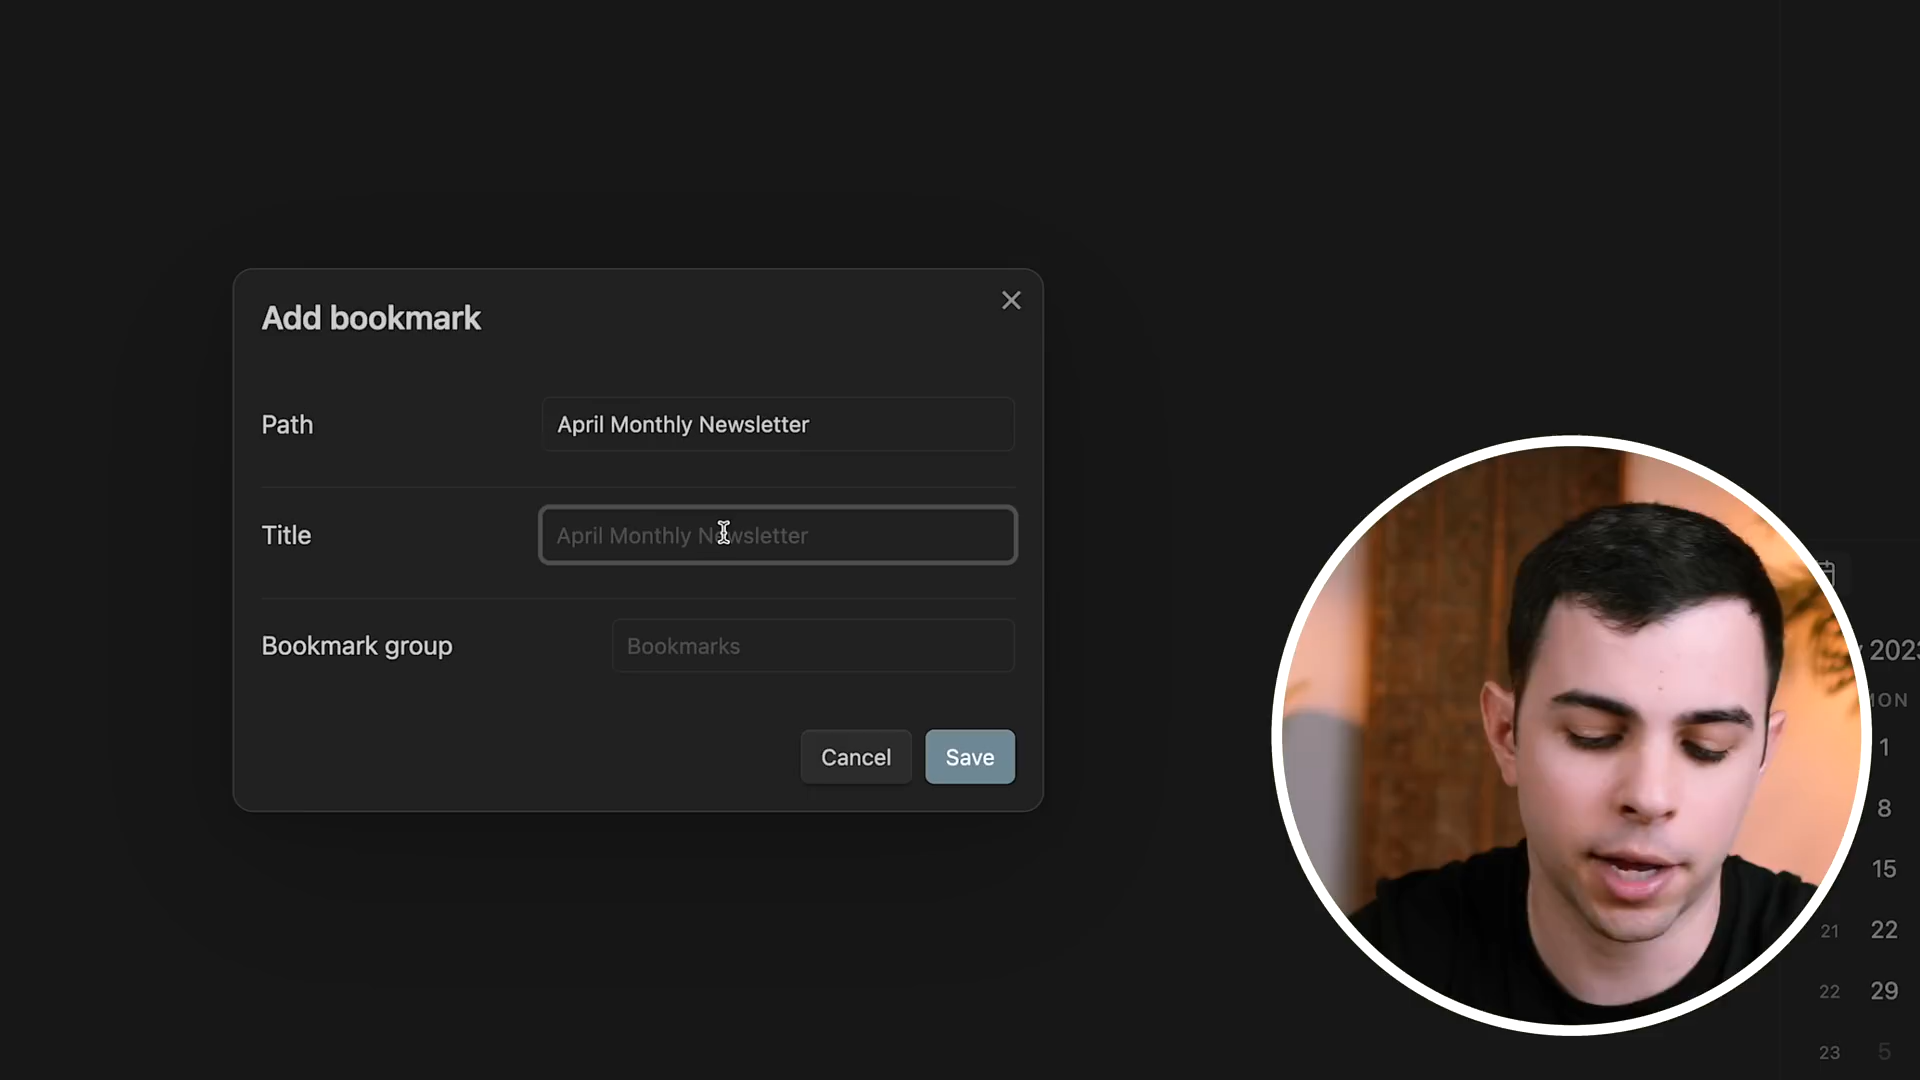 Add bookmark
Path
April Monthly Newsletter
Title
April Monthly Newsletter
Bookmark group
Bookmarks
Cancel
Save
MON
1
8
15
21 22
22 29
23 5